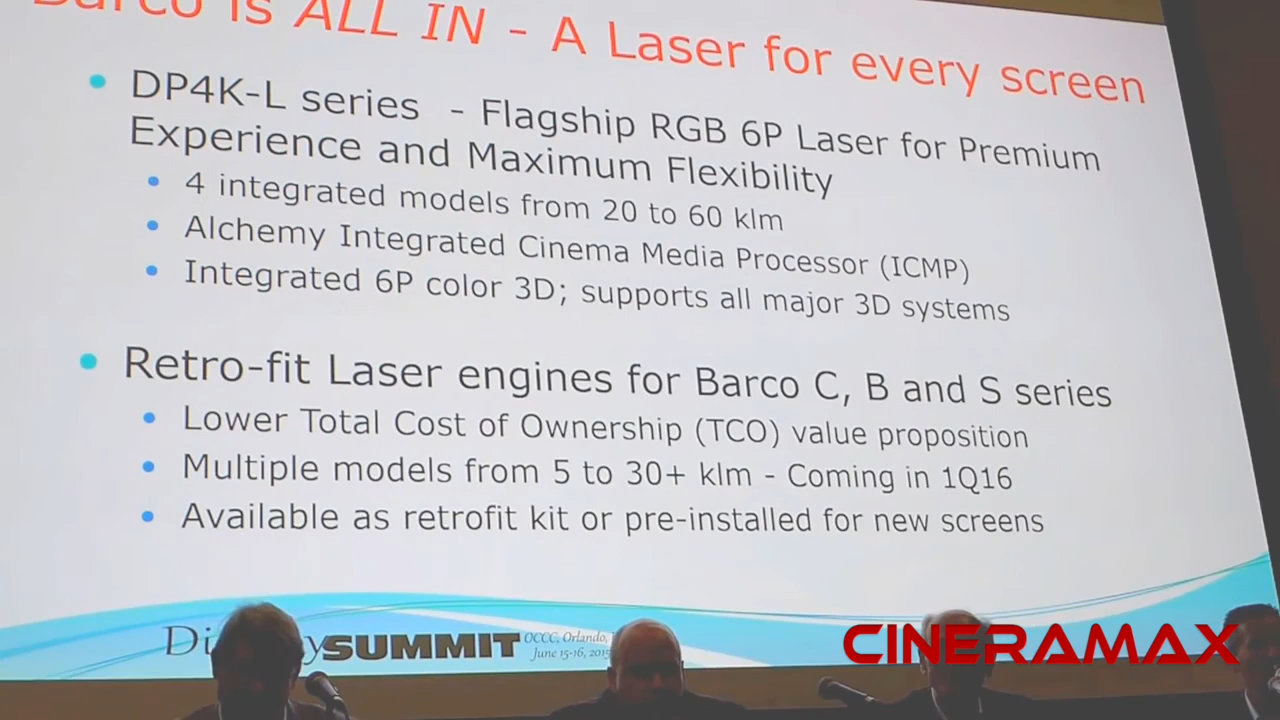 Barco is ALL IN - A Laser for every screen
DP4K-L series - Flagship RGB 6P Laser for Premium
Experience and Maximum Flexibility
4 integrated models from 20 to 60 klm
Alchemy Integrated Cinema Media Processor (ICMP)
Integrated 6P color 3D; supports all major 3D systems
Retro-fit Laser engines for Barco C, B and S series
Lower Total Cost of Ownership (TCO) value proposition
Multiple models from 5 to 30+ klm - Coming in 1Q16
Available as retrofit kit or pre-installed for new screens
SUMMIT
OCCC, Orlando,
June 15-16, 2015
CINERAMAX